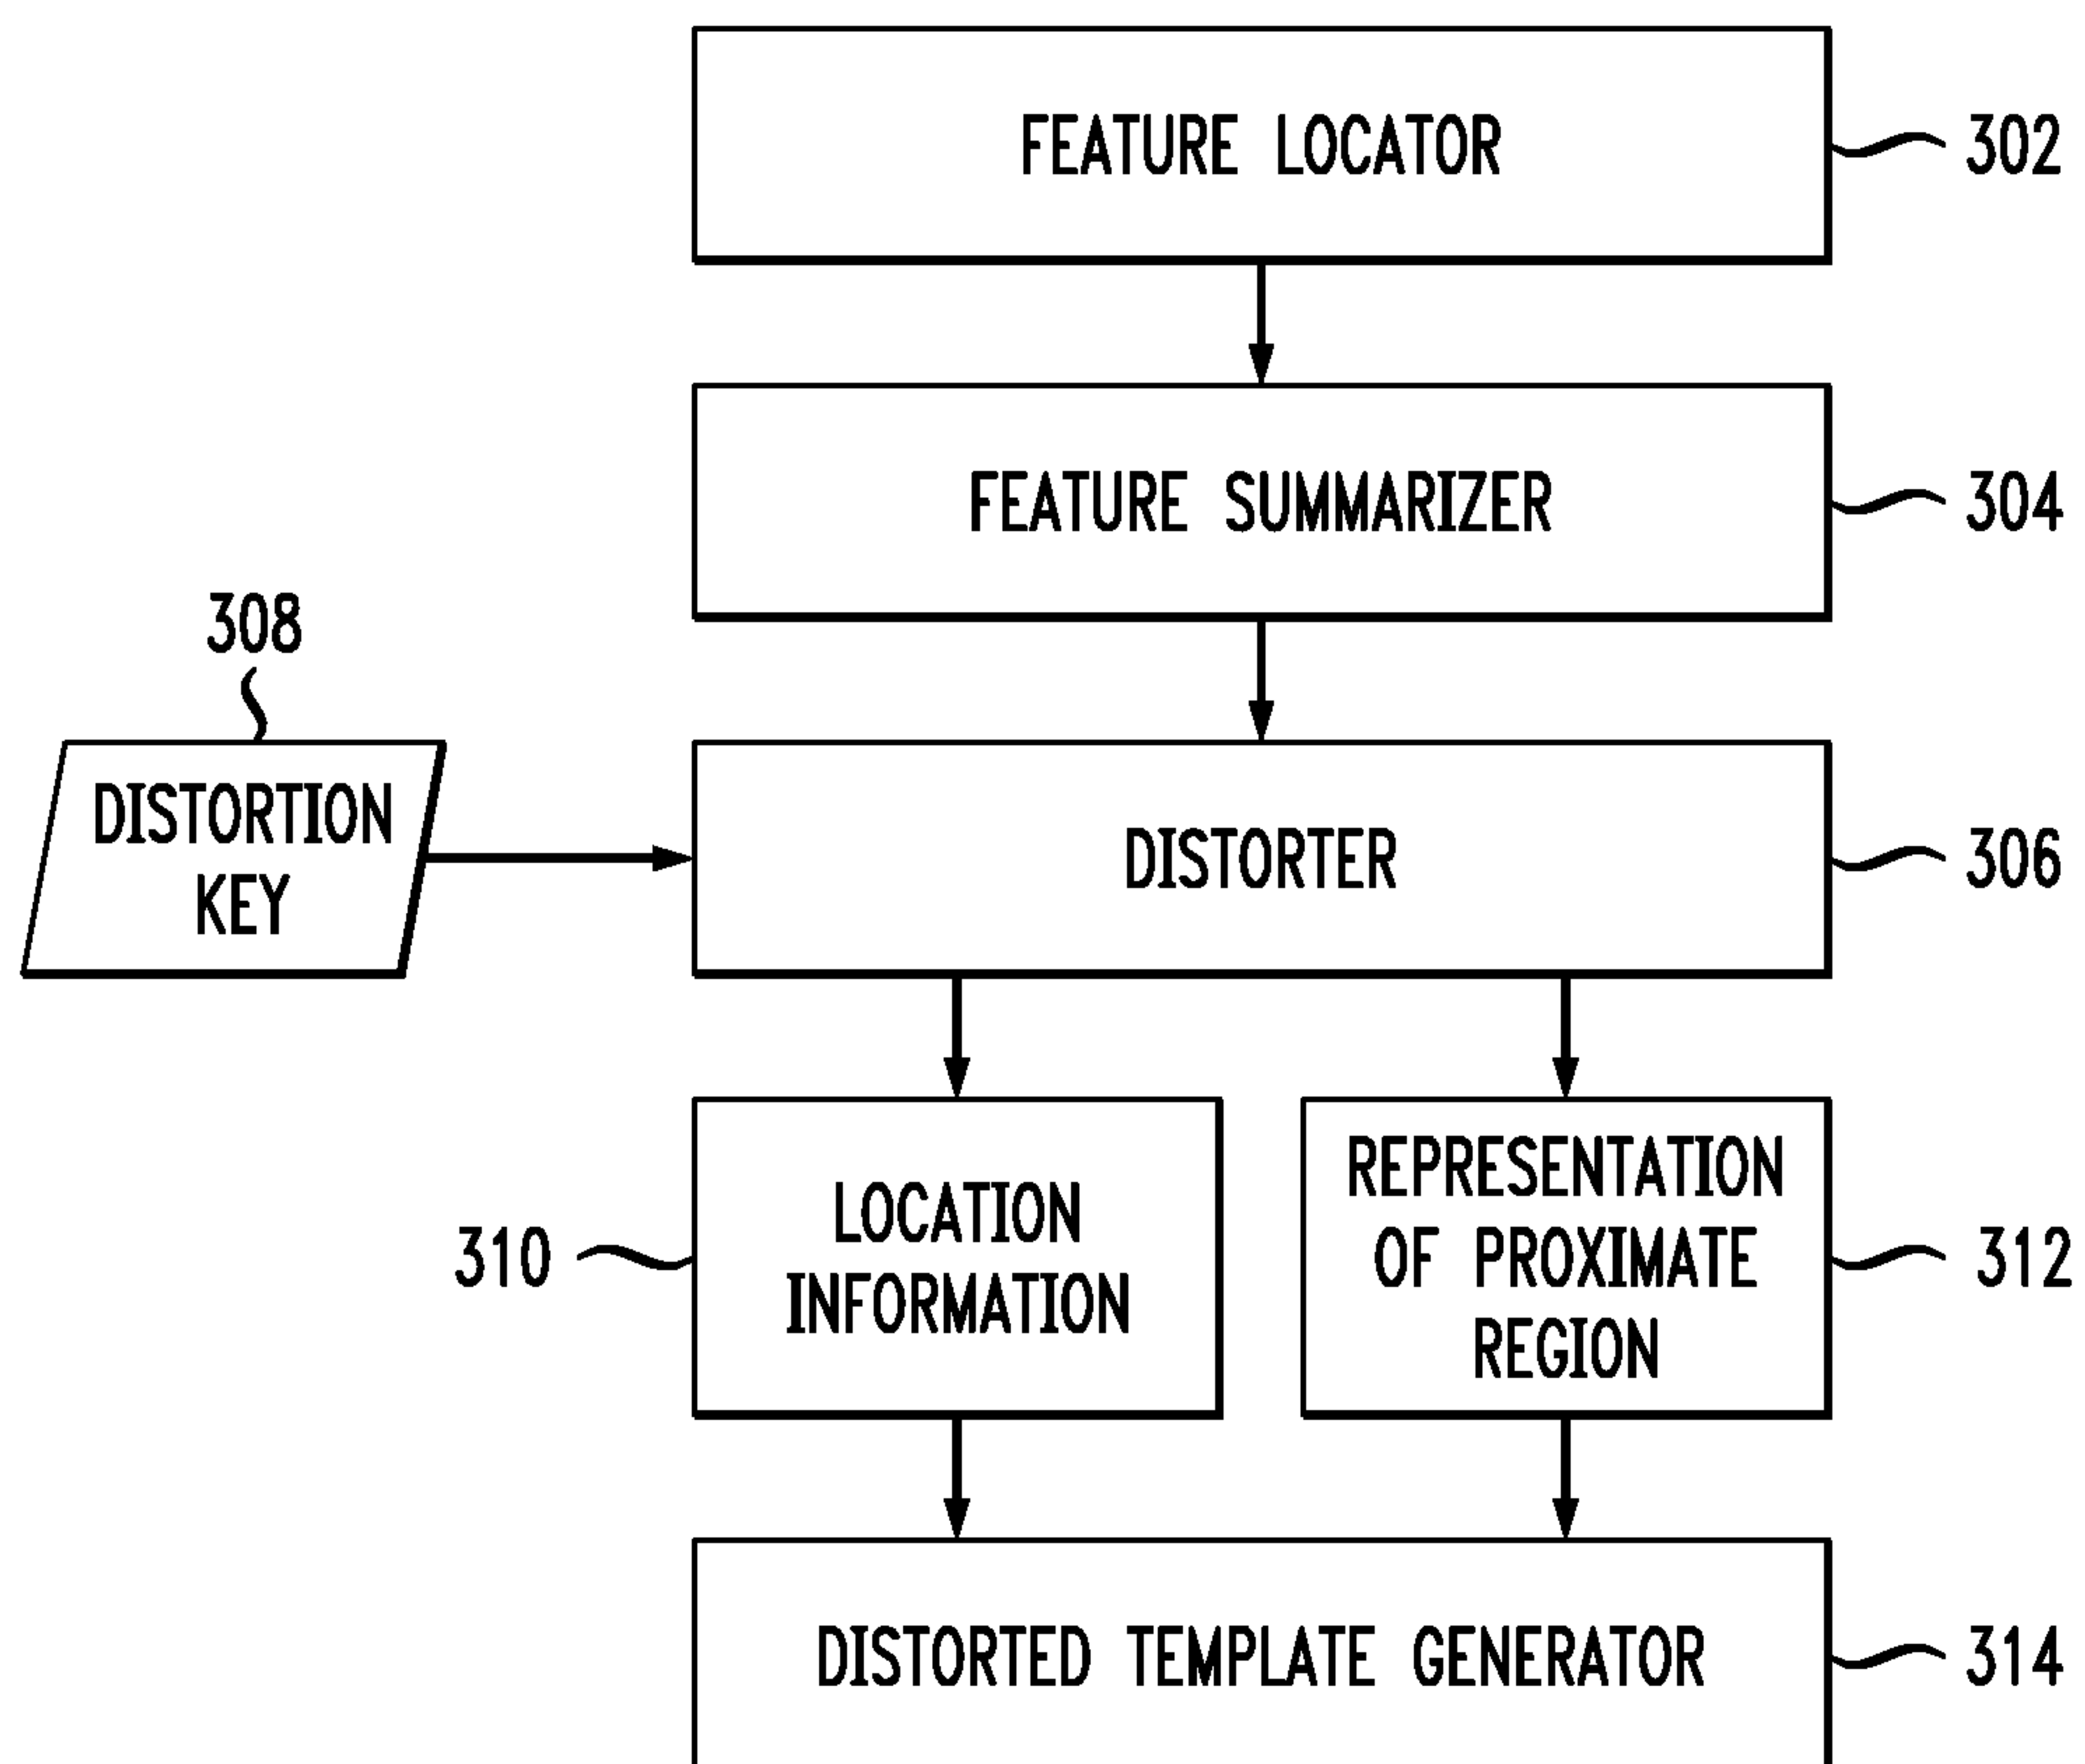 FEATURE LOCATOR
302
FEATURE SUMMARIZER
304
308
DISTORTION
KEY
DISTORTER
306
310
LOCATION
INFORMATION
REPRESENTATION
OF PROXIMATE
REGION
312
DISTORTED TEMPLATE GENERATOR
314